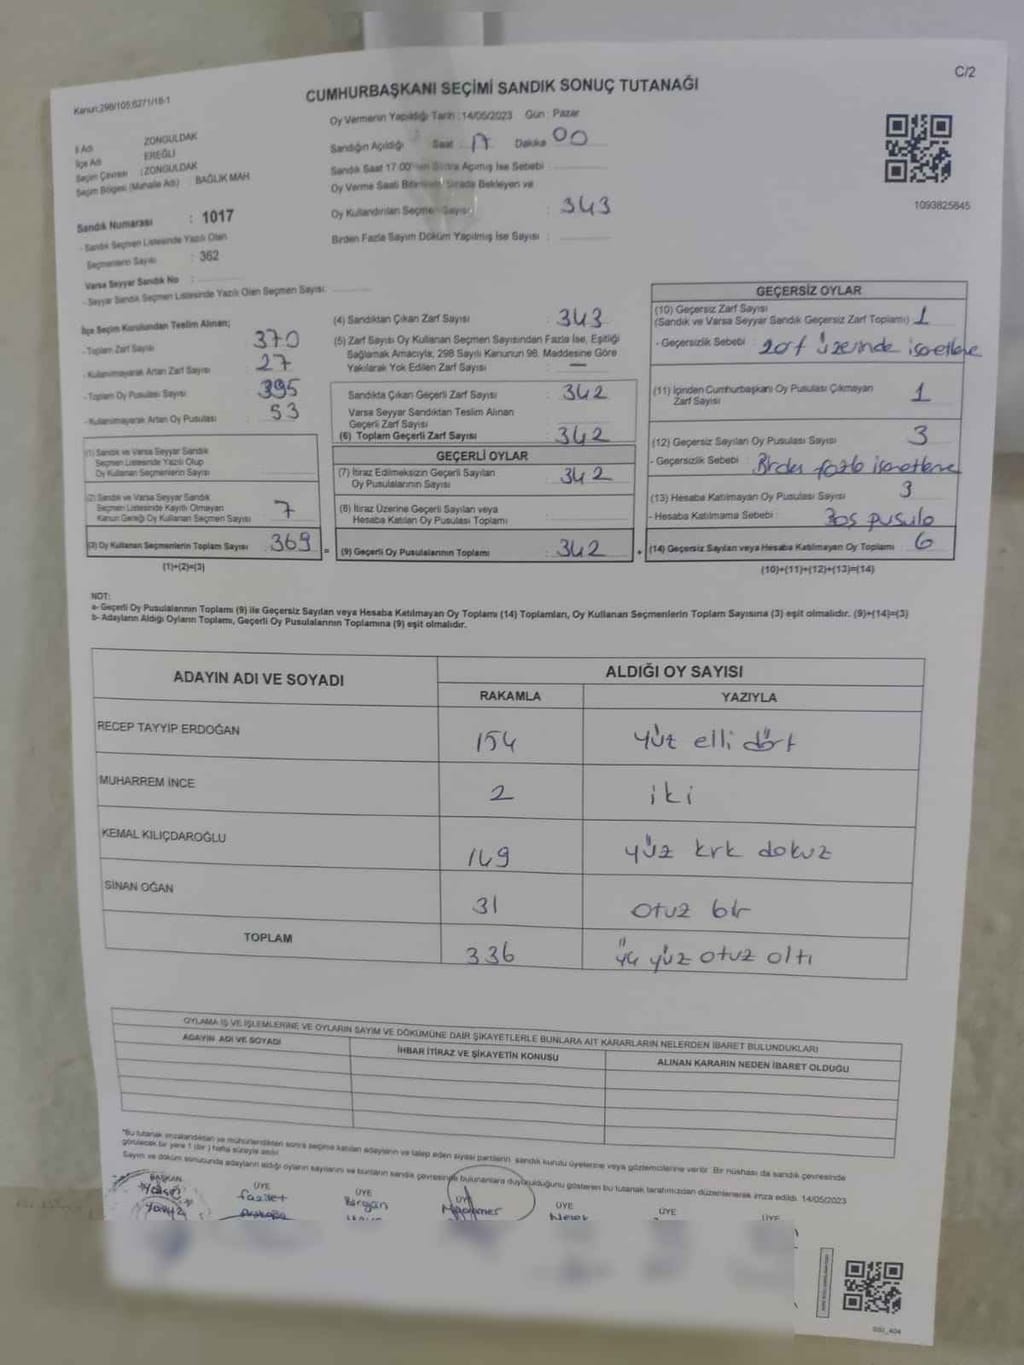 C/2
Kanun:298/105,6271/18-1
CUMHURBAŞKANI SEÇİMİ SANDIK SONUÇ TUTANAĞI
Oy Vermenin Yapıldığı Tarih :14/05/2023 Gün : Pazar
İl Adı ZONGULDAK
İlçe Adı EREĞLİ
Seçim Çevresi :ZONGULDAK
Seçim Bölgesi (Mahalle Adı) : BAĞLIK MAH
Sandık Numarası : 1017
- Sandık Seçmen Listesinde Yazılı Olan
Seçmenlerin Sayısı : 362
Varsa Seyyar Sandık No :
- Seyyar Sandık Seçmen Listesinde Yazılı Olan Seçmen Sayısı:
Sandığın Açıldığı Saat 17 Dakika 00
Sandık Saat 17.00'den Sonra Açılmış İse Sebebi
Oy Verme Saati Bitiminde Sırada Bekleyen ve
Oy Kullandırılan Seçmen Sayısı : 343
Birden Fazla Sayım Döküm Yapılmış İse Sayısı :
1093825845
İlçe Seçim Kurulundan Teslim Alınan;
- Toplam Zarf Sayısı 370
- Kullanılmayarak Artan Zarf Sayısı 27
- Toplam Oy Pusulası Sayısı 395
- Kullanılmayarak Artan Oy Pusulası 53
(1) Sandık ve Varsa Seyyar Sandık
Seçmen Listesinde Yazılı Olup
Oy Kullanan Seçmenlerin Sayısı
(2) Sandık ve Varsa Seyyar Sandık
Seçmen Listesinde Kayıtlı Olmayan
Kanun Gereği Oy Kullanan Seçmen Sayısı 7
(3) Oy Kullanan Seçmenlerin Toplam Sayısı 369 =
(1)+(2)=(3)
(4) Sandıktan Çıkan Zarf Sayısı : 343
(5) Zarf Sayısı Oy Kullanan Seçmen Sayısından Fazla İse, Eşitliği
Sağlamak Amacıyla, 298 Sayılı Kanunun 98. Maddesine Göre
Yakılarak Yok Edilen Zarf Sayısı : —
Sandıkta Çıkan Geçerli Zarf Sayısı : 342
Varsa Seyyar Sandıktan Teslim Alınan
Geçerli Zarf Sayısı :
(6) Toplam Geçerli Zarf Sayısı : 342
GEÇERLİ OYLAR
(7) İtiraz Edilmeksizin Geçerli Sayılan
Oy Pusulalarının Sayısı : 342
(8) İtiraz Üzerine Geçerli Sayılan veya
Hesaba Katılan Oy Pusulası Toplamı :
(9) Geçerli Oy Pusulalarının Toplamı : 342 +
GEÇERSİZ OYLAR
(10) Geçersiz Zarf Sayısı
(Sandık ve Varsa Seyyar Sandık Geçersiz Zarf Toplamı) : 1
- Geçersizlik Sebebi : zarf üzerinde işaretleme
(11) İçinden Cumhurbaşkanı Oy Pusulası Çıkmayan
Zarf Sayısı : 1
(12) Geçersiz Sayılan Oy Pusulası Sayısı : 3
- Geçersizlik Sebebi : Birden fazla işaretleme
(13) Hesaba Katılmayan Oy Pusulası Sayısı : 3
- Hesaba Katılmama Sebebi : Boş pusula
(14) Geçersiz Sayılan veya Hesaba Katılmayan Oy Toplamı : 6
(10)+(11)+(12)+(13)=(14)
NOT:
a- Geçerli Oy Pusulalarının Toplamı (9) ile Geçersiz Sayılan veya Hesaba Katılmayan Oy Toplamı (14) Toplamları, Oy Kullanan Seçmenlerin Toplam Sayısına (3) eşit olmalıdır. (9)+(14)=(3)
b- Adayların Aldığı Oyların Toplamı, Geçerli Oy Pusulalarının Toplamına (9) eşit olmalıdır.
ADAYIN ADI VE SOYADI ALDIĞI OY SAYISI
RAKAMLA YAZIYLA
RECEP TAYYİP ERDOĞAN 154 yüz elli dört
MUHARREM İNCE 2 iki
KEMAL KILIÇDAROĞLU 149 yüz kırk dokuz
SİNAN OĞAN 31 otuz bir
TOPLAM 336 üç yüz otuz altı
OYLAMA İŞ VE İŞLEMLERİNE VE OYLARIN SAYIM VE DÖKÜMÜNE DAİR ŞİKAYETLERLE BUNLARA AİT KARARLARIN NELERDEN İBARET BULUNDUKLARI
ADAYIN ADI VE SOYADI İHBAR İTİRAZ VE ŞİKAYETİN KONUSU ALINAN KARARIN NEDEN İBARET OLDUĞU
*Bu tutanak imzalandıktan ve mühürlendikten sonra seçime katılan adayların ve talep eden siyasi partilerin sandık kurulu üyelerine veya gözlemcilerine verilir. Bir nüshası da sandık çevresinde
görülecek bir yere 1 (bir) hafta süreyle asılır.
Sayım ve döküm sonucunda adayların aldığı oyların sayılarını ve bunların sandık çevresinde bulunanlara duyurulduğunu gösteren bu tutanak tarafımızdan düzenlenerek imza edildi. 14/05/2023
BAŞKAN ÜYE ÜYE ÜYE ÜYE ÜYE ÜYE
Yavuz Fazilet